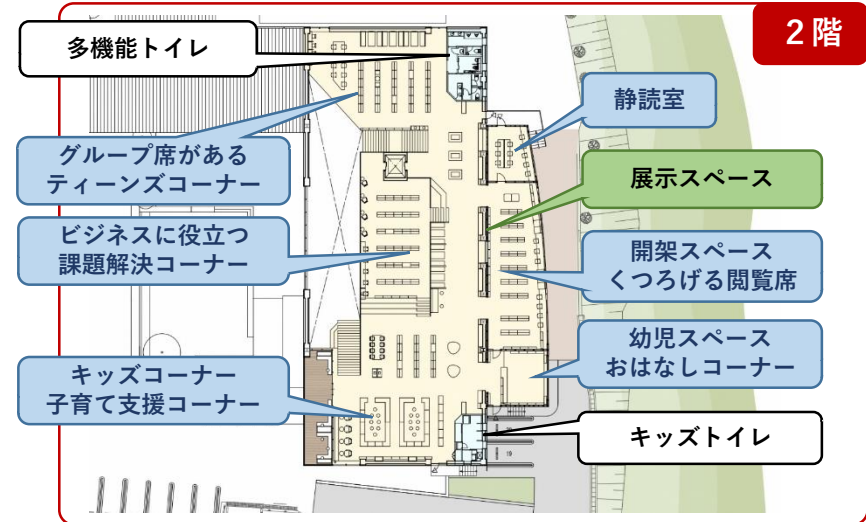 ２階
多機能トイレ
静読室
グループ席がある
ティーンズコーナー
展示スペース
ビジネスに役立つ
課題解決コーナー
開架スペース
くつろげる閲覧席
幼児スペース
おはなしコーナー
キッズコーナー
子育て支援コーナー
キッズトイレ
19